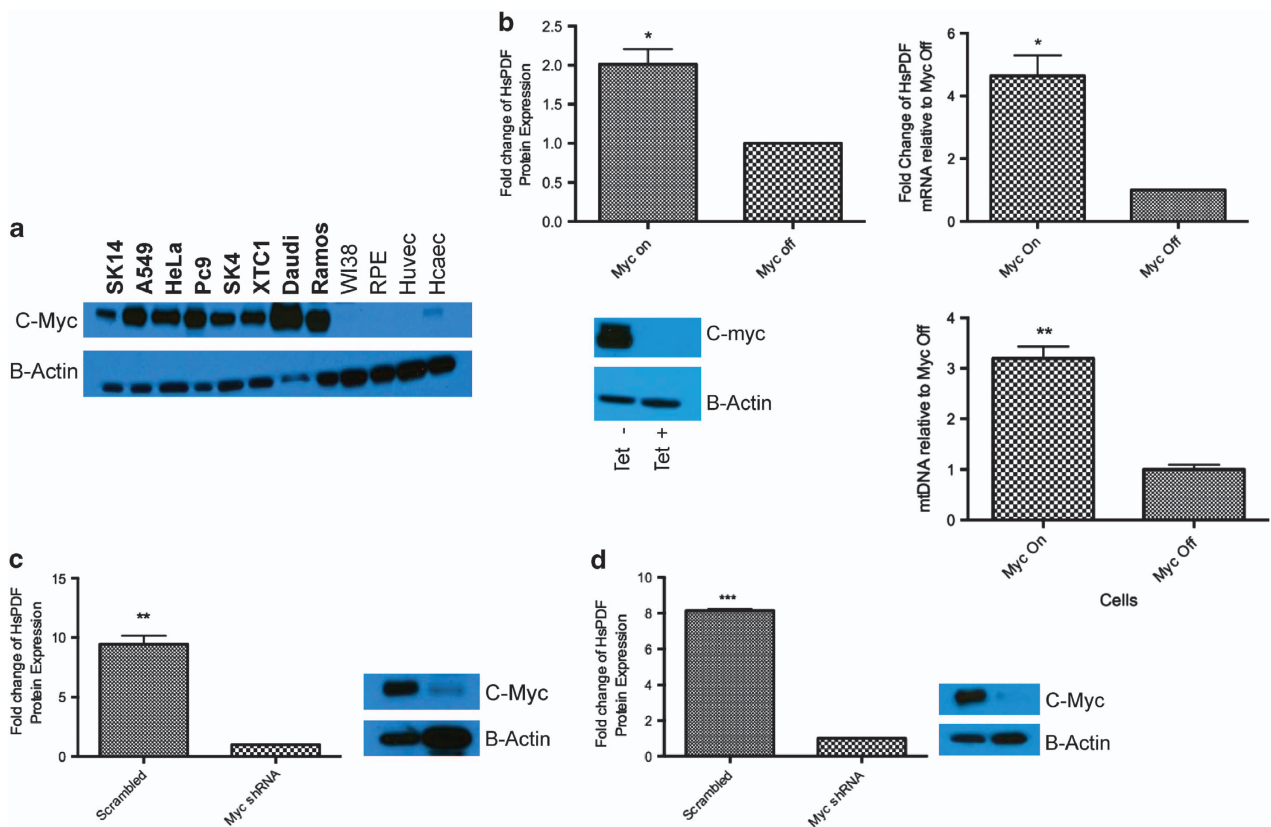 a
SK14
A549
HeLa
Pc9
SK4
XTC1
Daudi
Ramos
WI38
RPE
Huvec
Hcaec
C-Myc
B-Actin
b
Fold change of HsPDF
Protein Expression
2.5
2.0
1.5
1.0
0.5
0.0
*
Myc on
Myc off
Fold Change of HsPDF
mRNA relative to Myc Off
6
4
2
0
*
Myc On
Myc Off
C-myc
B-Actin
Tet -
Tet +
mtDNA relative to Myc Off
4
3
2
1
0
**
Myc On
Myc Off
Cells
c
Fold change of HsPDF
Protein Expression
15
10
5
0
**
Scrambled
Myc shRNA
C-Myc
B-Actin
d
Fold change of HsPDF
Protein Expression
10
8
6
4
2
0
***
Scrambled
Myc shRNA
C-Myc
B-Actin